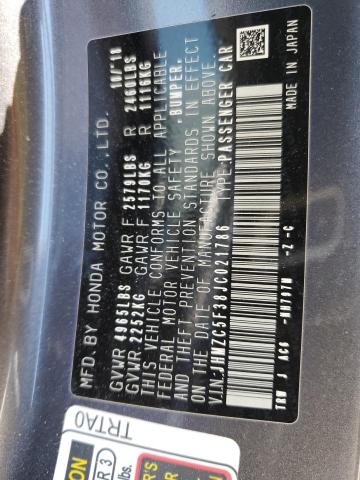 MFD. BY HONDA MOTOR CO.,LTD. 10/'18
GVWR 4965LBS GAWR F 2579LBS R 2460LBS
GVWR 2252KG GAWR F 1170KG R 1116KG
THIS VEHICLE CONFORMS TO ALL APPLICABLE
FEDERAL MOTOR VEHICLE SAFETY BUMPER,
AND THEFT PREVENTION STANDARDS IN EFFECT
ON THE DATE OF MANUFACTURE SHOWN ABOVE.
VIN:JHMZC5F38JC021786 TYPE:PASSENGER CAR
-Z -C
MADE IN JAPAN
TRTA0
R 3
lbs.